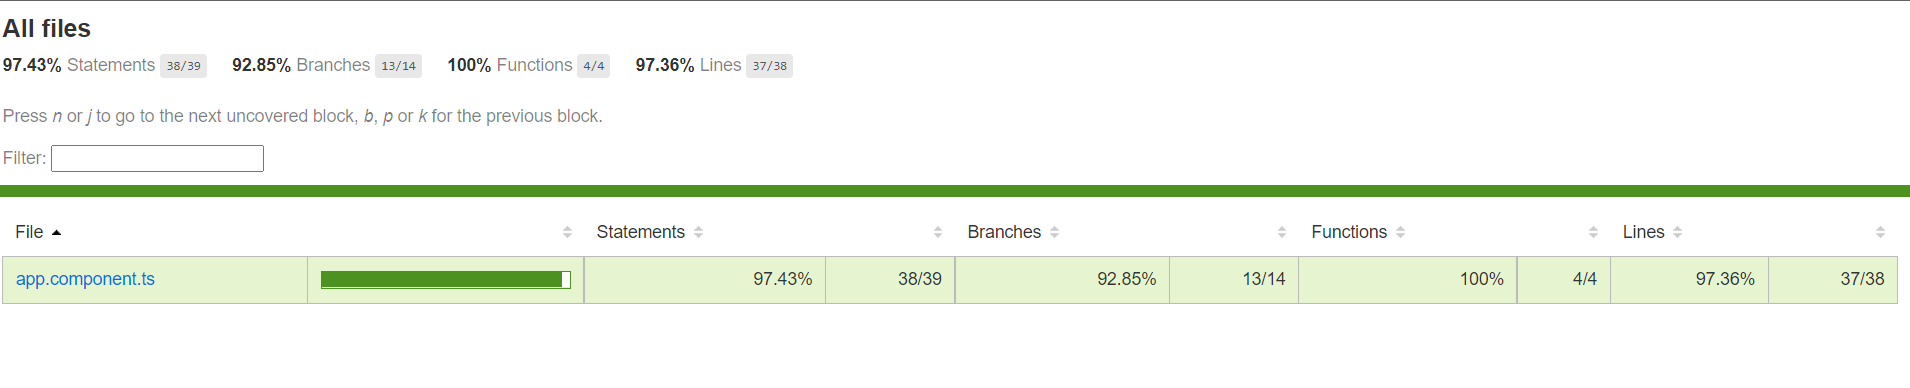 All files
97.43% Statements 38/39 92.85% Branches 13/14 100% Functions 4/4 97.36% Lines 37/38
Press n or j to go to the next uncovered block, b, p or k for the previous block.
Filter:
File Statements Branches Functions Lines
app.component.ts 97.43% 38/39 92.85% 13/14 100% 4/4 97.36% 37/38